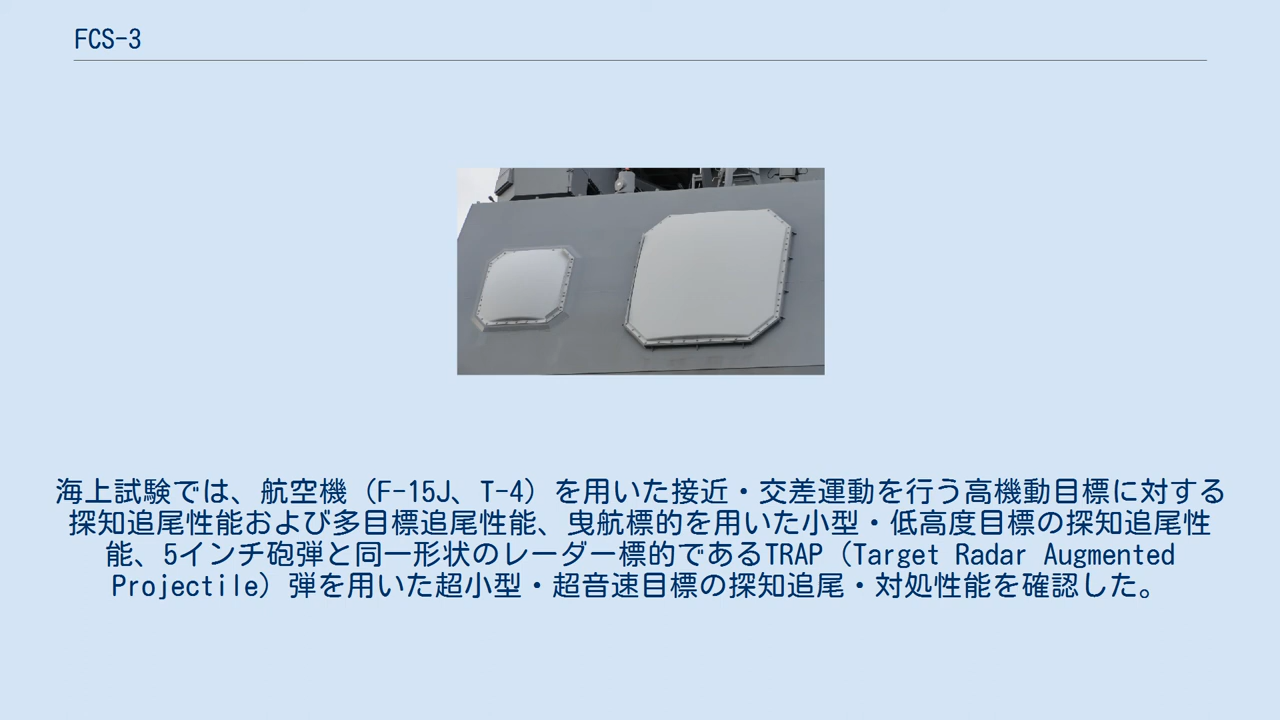 FCS-3
海上試験では、航空機（F-15J、T-4）を用いた接近・交差運動を行う高機動目標に対する
探知追尾性能および多目標追尾性能、曳航標的を用いた小型・低高度目標の探知追尾性
能、5インチ砲弾と同一形状のレーダー標的であるTRAP（Target Radar Augmented
Projectile）弾を用いた超小型・超音速目標の探知追尾・対処性能を確認した。